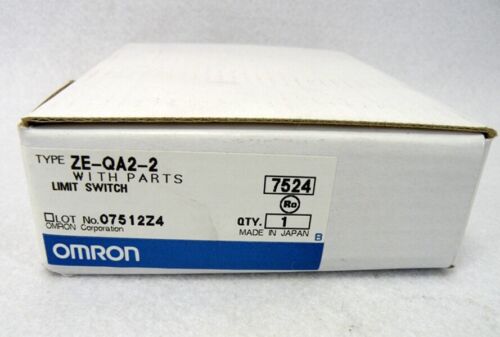 TYPE ZE-QA2-2
WITH PARTS
LIMIT SWITCH
7524
Ro
LOT No.07512Z4
QTY. 1
OMRON Corporation
MADE IN JAPAN B
OMRON